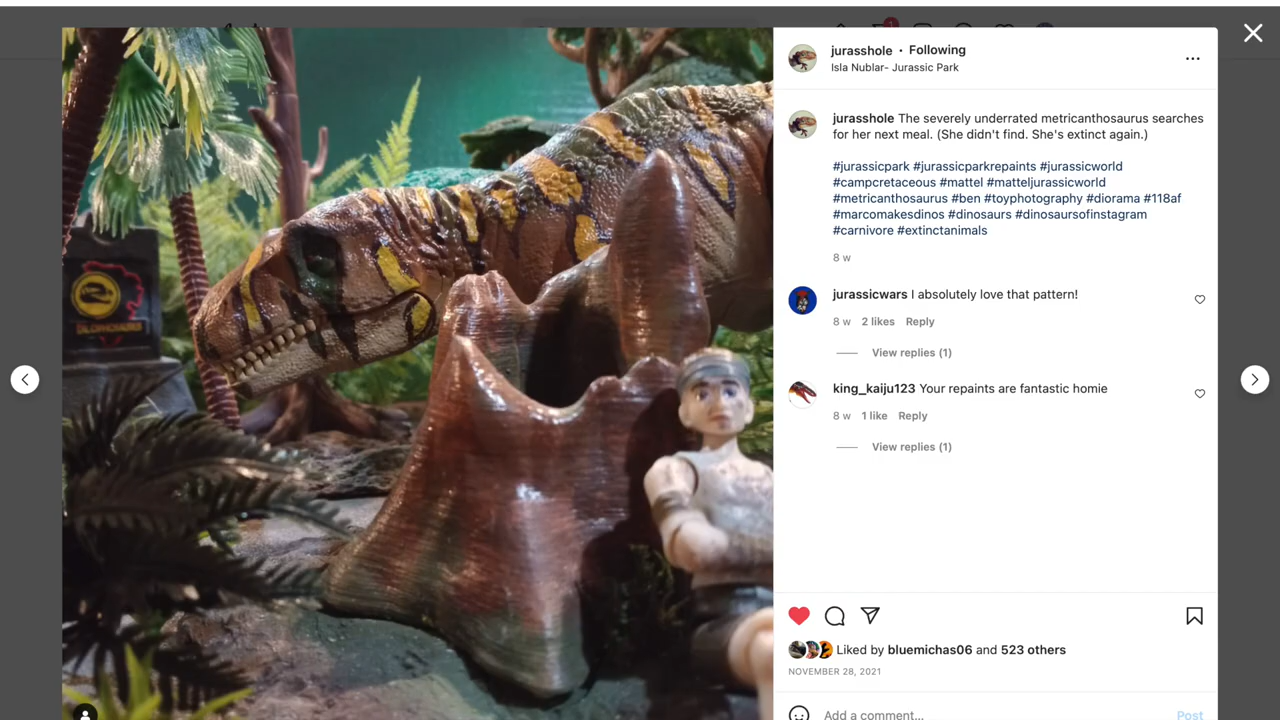 1
jurasshole • Following
Isla Nublar- Jurassic Park
DILOPHOSAURUS
jurasshole The severely underrated metricanthosaurus searches
for her next meal. (She didn't find. She's extinct again.)
#jurassicpark #jurassicparkrepaints #jurassicworld
#campcretaceous #mattel #matteljurassicworld
#metricanthosaurus #ben #toyphotography #diorama #118af
#marcomakesdinos #dinosaurs #dinosaursofinstagram
#carnivore #extinctanimals
8 w
jurassicwars I absolutely love that pattern!
8 w 2 likes Reply
View replies (1)
king_kaiju123 Your repaints are fantastic homie
8 w 1 like Reply
View replies (1)
Liked by bluemichas06 and 523 others
NOVEMBER 28, 2021
Add a comment... Post